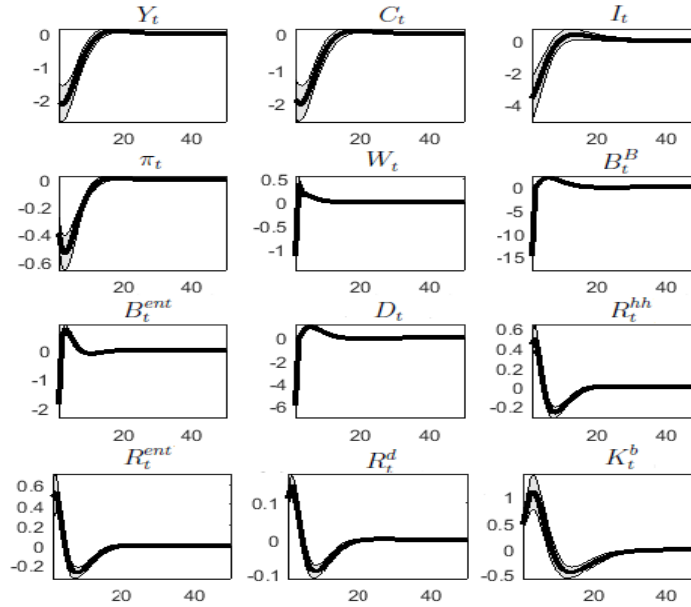 Y_t C_t I_t
0 0 0
-1 -1 -2
-2 -2 -4
20 40 20 40 20 40
π_t W_t B_t^B
0 0.5 0
-0.2 0 -5
-0.4 -0.5 -10
-0.6 -1 -15
20 40 20 40 20 40
B_t^{ent} D_t R_t^{hh}
0 0 0.6
-1 -2 0.4
-2 -4 0.2
-6 0
-0.2
20 40 20 40 20 40
R_t^{ent} R_t^d K_t^b
0.6 0.1 1
0.4 0 0.5
0.2 -0.1 0
0 -0.5
-0.2
20 40 20 40 20 40